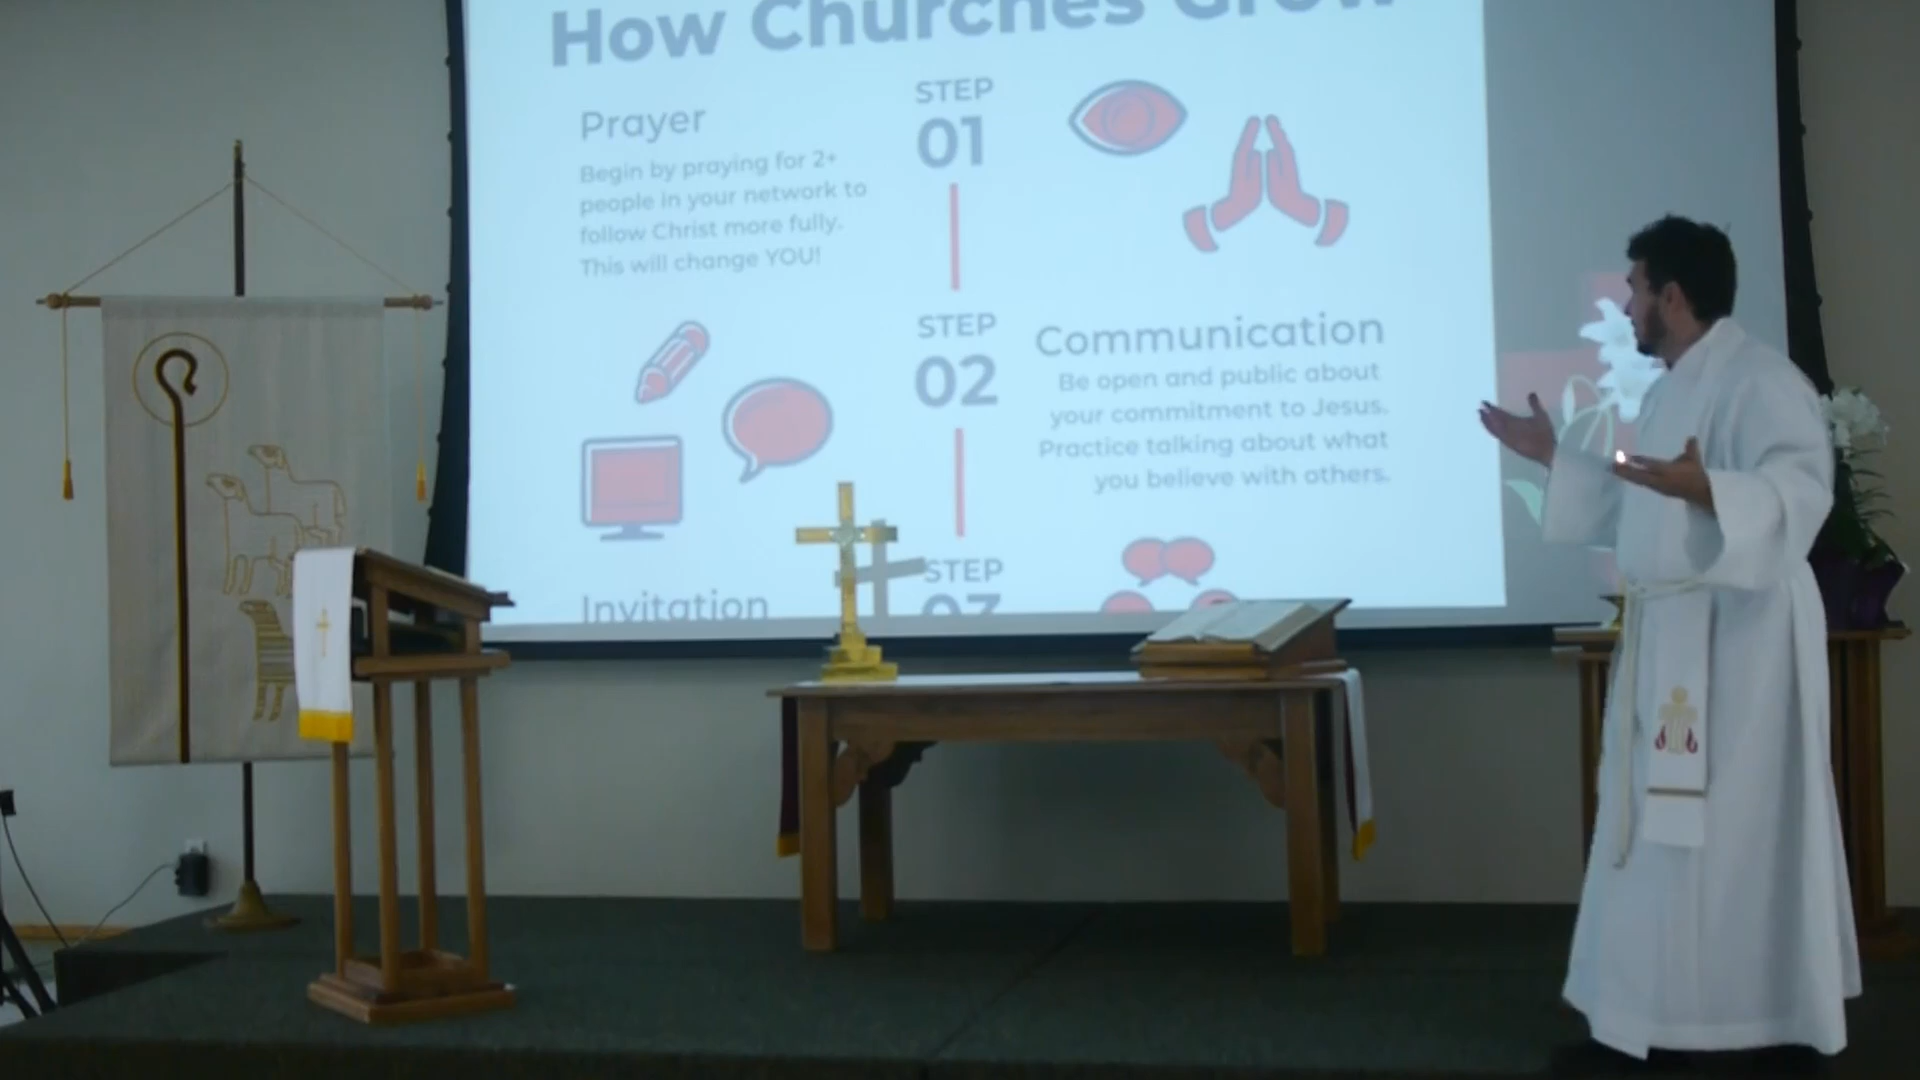 How Churches Grow
STEP
01
Prayer
Begin by praying for 2+
people in your network to
follow Christ more fully.
This will change YOU!
STEP
02
Communication
Be open and public about
your commitment to Jesus.
Practice talking about what
you believe with others.
STEP
03
Invitation